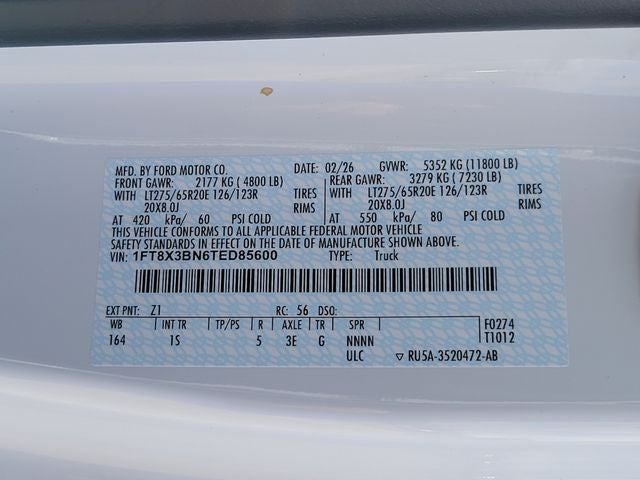 MFD. BY FORD MOTOR CO. DATE: 02/26 GVWR: 5352 KG (11800 LB)
FRONT GAWR: 2177 KG (4800 LB) REAR GAWR: 3279 KG (7230 LB)
WITH LT275/65R20E 126/123R TIRES WITH LT275/65R20E 126/123R TIRES
20X8.0J RIMS 20X8.0J RIMS
AT 420 kPa/ 60 PSI COLD AT 550 kPa/ 80 PSI COLD
THIS VEHICLE CONFORMS TO ALL APPLICABLE FEDERAL MOTOR VEHICLE
SAFETY STANDARDS IN EFFECT ON THE DATE OF MANUFACTURE SHOWN ABOVE.
VIN: 1FT8X3BN6TED85600 TYPE: Truck
EXT PNT: Z1 RC: 56 DSO:
WB INT TR TP/PS R AXLE TR SPR F0274
164 1S 5 3E G NNNN T1012
ULC ▽ RU5A-3520472-AB